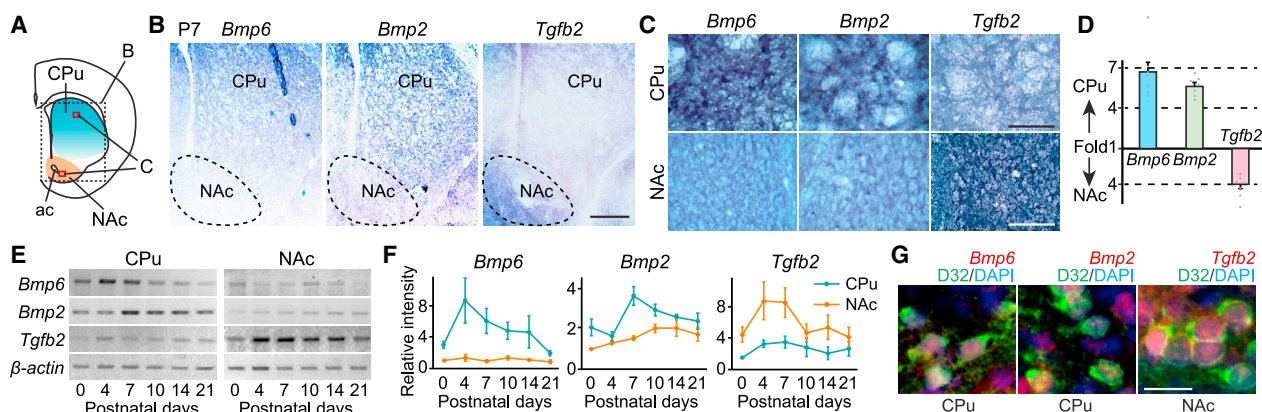 A
CPu
B
C
ac
NAc
B
P7 Bmp6 Bmp2 Tgfb2
CPu CPu CPu
NAc NAc NAc
C
Bmp6 Bmp2 Tgfb2
CPu
NAc
D
7
CPu
4
Tgfb2
Fold 1
Bmp6 Bmp2
NAc
4
E
CPu NAc
Bmp6
Bmp2
Tgfb2
β-actin
0 4 7 10 14 21 0 4 7 10 14 21
Postnatal days Postnatal days
F
Bmp6 Bmp2 Tgfb2
CPu
NAc
Relative intensity
8
4
0
4
2
0
8
4
0
0 4 7 10 14 21 0 4 7 10 14 21 0 4 7 10 14 21
Postnatal days Postnatal days Postnatal days
G
Bmp6 Bmp2 Tgfb2
D32/DAPI D32/DAPI D32/DAPI
CPu CPu NAc